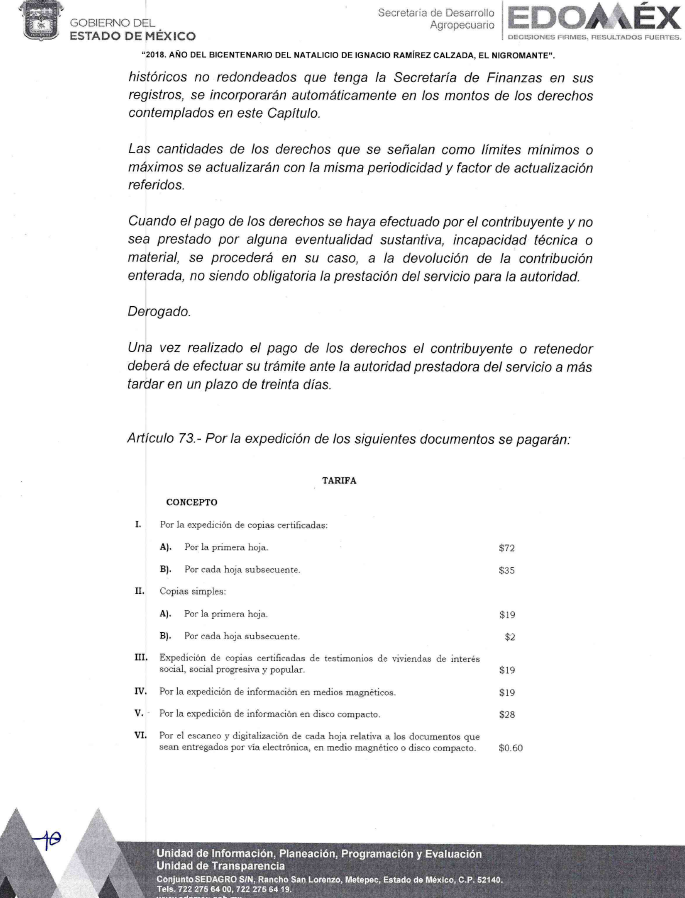 GOBIERNO DEL
ESTADO DE MÉXICO
Secretaría de Desarrollo
Agropecuario
EDOMÉX
DECISIONES FIRMES, RESULTADOS FUERTES.
"2018. AÑO DEL BICENTENARIO DEL NATALICIO DE IGNACIO RAMÍREZ CALZADA, EL NIGROMANTE".
históricos no redondeados que tenga la Secretaría de Finanzas en sus
registros, se incorporarán automáticamente en los montos de los derechos
contemplados en este Capítulo.
Las cantidades de los derechos que se señalan como límites mínimos o
máximos se actualizarán con la misma periodicidad y factor de actualización
referidos.
Cuando el pago de los derechos se haya efectuado por el contribuyente y no
sea prestado por alguna eventualidad sustantiva, incapacidad técnica o
material, se procederá en su caso, a la devolución de la contribución
enterada, no siendo obligatoria la prestación del servicio para la autoridad.
Derogado.
Una vez realizado el pago de los derechos el contribuyente o retenedor
deberá de efectuar su trámite ante la autoridad prestadora del servicio a más
tardar en un plazo de treinta días.
Artículo 73.- Por la expedición de los siguientes documentos se pagarán:
TARIFA
CONCEPTO
I. Por la expedición de copias certificadas:
A). Por la primera hoja. $72
B). Por cada hoja subsecuente. $35
II. Copias simples:
A). Por la primera hoja. $19
B). Por cada hoja subsecuente. $2
III. Expedición de copias certificadas de testimonios de viviendas de interés
social, social progresiva y popular. $19
IV. Por la expedición de información en medios magnéticos. $19
V. Por la expedición de información en disco compacto. $28
VI. Por el escaneo y digitalización de cada hoja relativa a los documentos que
sean entregados por vía electrónica, en medio magnético o disco compacto. $0.60
10
Unidad de Información, Planeación, Programación y Evaluación
Unidad de Transparencia
Conjunto SEDAGRO S/N, Rancho San Lorenzo, Metepec, Estado de México, C.P. 52140.
Tels. 722 275 64 00, 722 275 64 19.